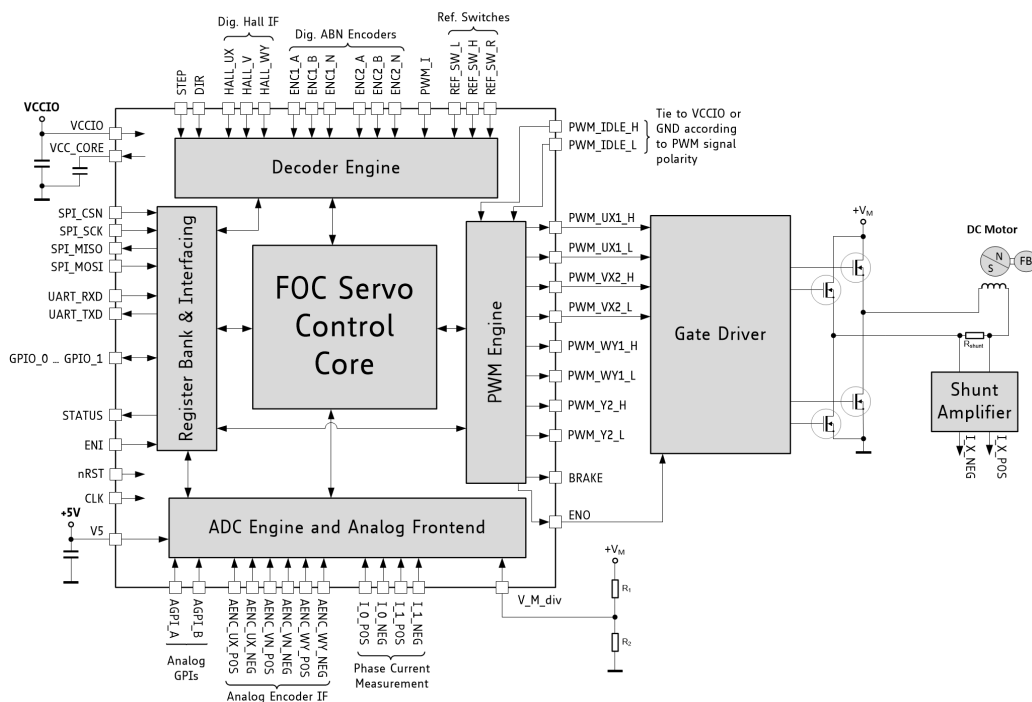 Dig. Hall IF
Dig. ABN Encoders
Ref. Switches
STEP
DIR
HALL_UX
HALL_V
HALL_WY
ENC1_A
ENC1_B
ENC1_N
ENC2_A
ENC2_B
ENC2_N
PWM_I
REF_SW_L
REF_SW_H
REF_SW_R
VCCIO
VCCIO
VCC_CORE
Decoder Engine
PWM_IDLE_H
PWM_IDLE_L
Tie to VCCIO or
GND according
to PWM signal
polarity
SPI_CSN
SPI_SCK
SPI_MISO
SPI_MOSI
UART_RXD
UART_TXD
GPIO_0 ... GPIO_1
STATUS
ENI
nRST
CLK
+5V
V5
Register Bank & Interfacing
FOC Servo
Control
Core
PWM Engine
PWM_UX1_H
PWM_UX1_L
PWM_VX2_H
PWM_VX2_L
PWM_WY1_H
PWM_WY1_L
PWM_Y2_H
PWM_Y2_L
BRAKE
ENO
Gate Driver
+VM
DC Motor
N
S
FB
Rshunt
Shunt
Amplifier
I_X_NEG
I_X_POS
ADC Engine and Analog Frontend
+VM
R1
R2
V_M_div
AGPI_A
AGPI_B
AENC_UX_POS
AENC_UX_NEG
AENC_VN_POS
AENC_VN_NEG
AENC_WY_POS
AENC_WY_NEG
I_0_POS
I_0_NEG
I_1_POS
I_1_NEG
Analog
GPIs
Analog Encoder IF
Phase Current
Measurement